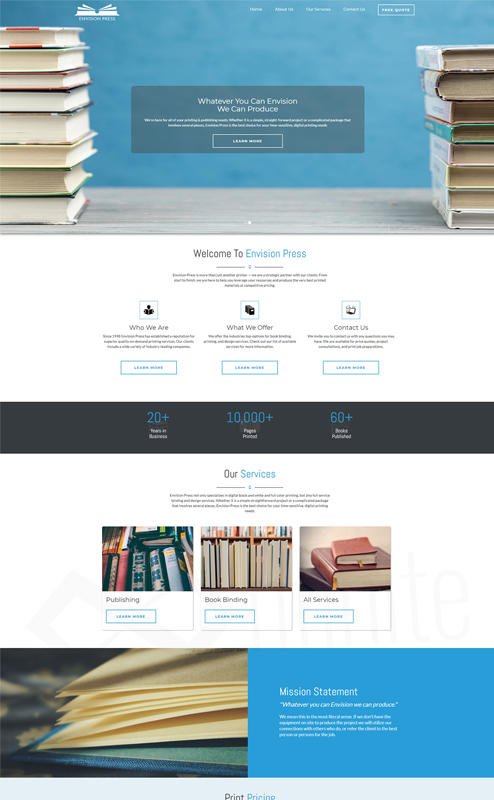 ENVISION PRESS
Home About Us Our Services Contact Us FREE QUOTE
Whatever You Can Envision
We Can Produce
We're here for all of your printing & publishing needs. Whether it is a simple, straight-forward project or a complicated package that
involves several pieces, Envision Press is the best choice for your time-sensitive, digital printing needs
LEARN MORE
Welcome To Envision Press
Envision Press is more than just another printer — we are a strategic partner with our clients. From
start to finish, we are here to help you leverage your resources and produce the very best printed
materials at competitive pricing.
Who We Are
Since 1998 Envision Press has established a reputation for
superior quality on-demand printing services. Our clients
include a wide variety of industry-leading companies.
LEARN MORE
What We Offer
We offer the industries top options for book binding,
printing, and design services. Check out our list of available
services for more information.
LEARN MORE
Contact Us
We invite you to contact us with any questions you may
have. We are available for price quotes, project
consultations, and print job preparations.
LEARN MORE
20+
Years in
Business
10,000+
Pages
Printed
60+
Books
Published
Our Services
Envision Press not only specializes in digital black and white and full color printing, but also full-service
binding and design services. Whether it is a simple straightforward project or a complicated package
that involves several pieces, Envision Press is the best choice for your time-sensitive, digital printing
needs.
Publishing
LEARN MORE
Book Binding
LEARN MORE
All Services
LEARN MORE
Mission Statement
"Whatever you can Envision we can produce."
We mean this in the most literal sense. If we don't have the
equipment on site to produce the project we will utilize our
connections with others who do, or refer the client to the best
person or persons for the job.
Print Pricing